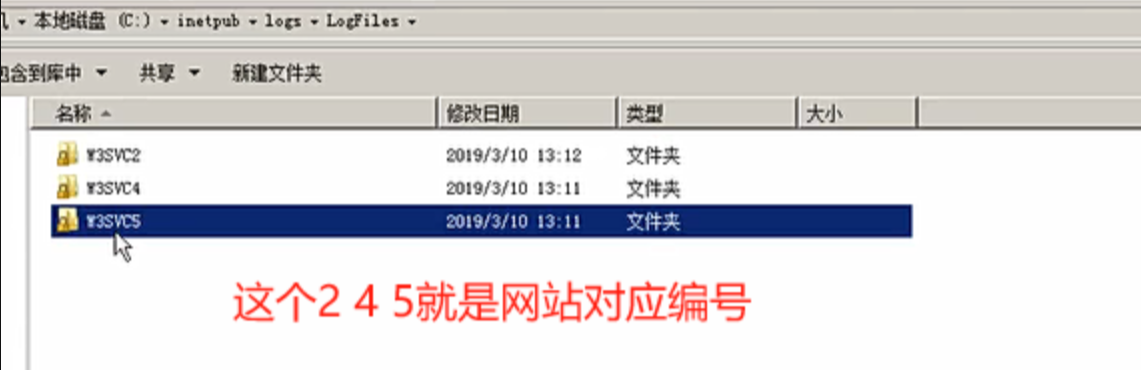 ▾ 本地磁盘 (C:) ▾ inetpub ▾ logs ▾ LogFiles ▾
包含到库中 ▾ 共享 ▾ 新建文件夹
名称 修改日期 类型 大小
W3SVC2 2019/3/10 13:12 文件夹
W3SVC4 2019/3/10 13:11 文件夹
W3SVC5 2019/3/10 13:11 文件夹
这个2 4 5就是网站对应编号